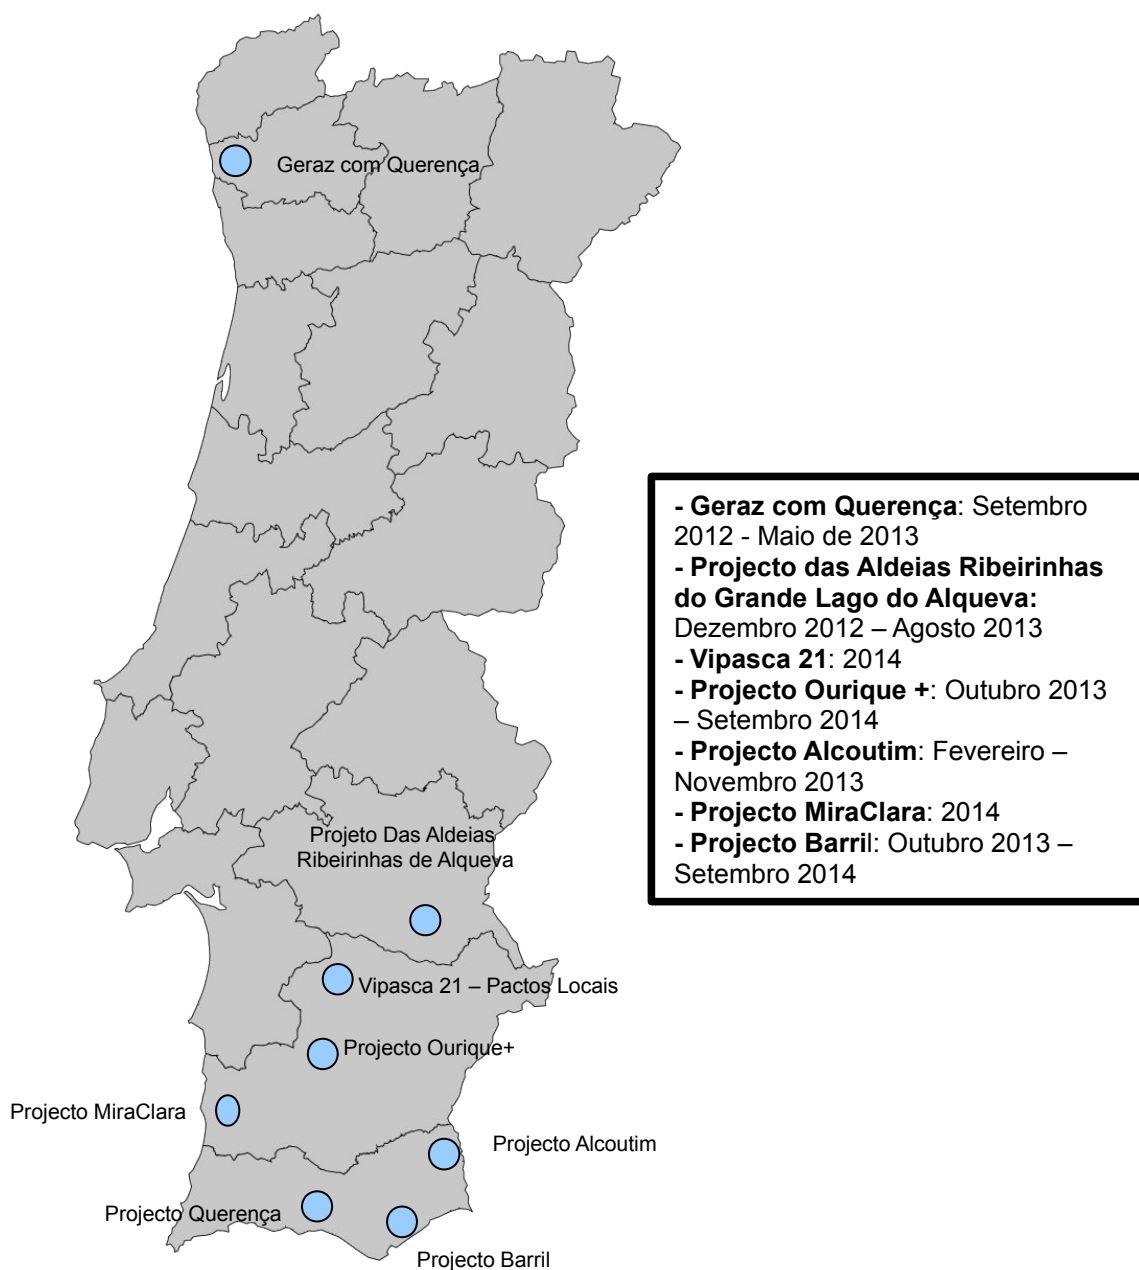 Geraz com Querença
- Geraz com Querença: Setembro
2012 - Maio de 2013
- Projecto das Aldeias Ribeirinhas
do Grande Lago do Alqueva:
Dezembro 2012 – Agosto 2013
- Vipasca 21: 2014
- Projecto Ourique +: Outubro 2013
– Setembro 2014
- Projecto Alcoutim: Fevereiro –
Novembro 2013
- Projecto MiraClara: 2014
- Projecto Barril: Outubro 2013 –
Setembro 2014
Projeto Das Aldeias
Ribeirinhas de Alqueva
Vipasca 21 – Pactos Locais
Projecto Ourique+
Projecto MiraClara
Projecto Alcoutim
Projecto Querença
Projecto Barril